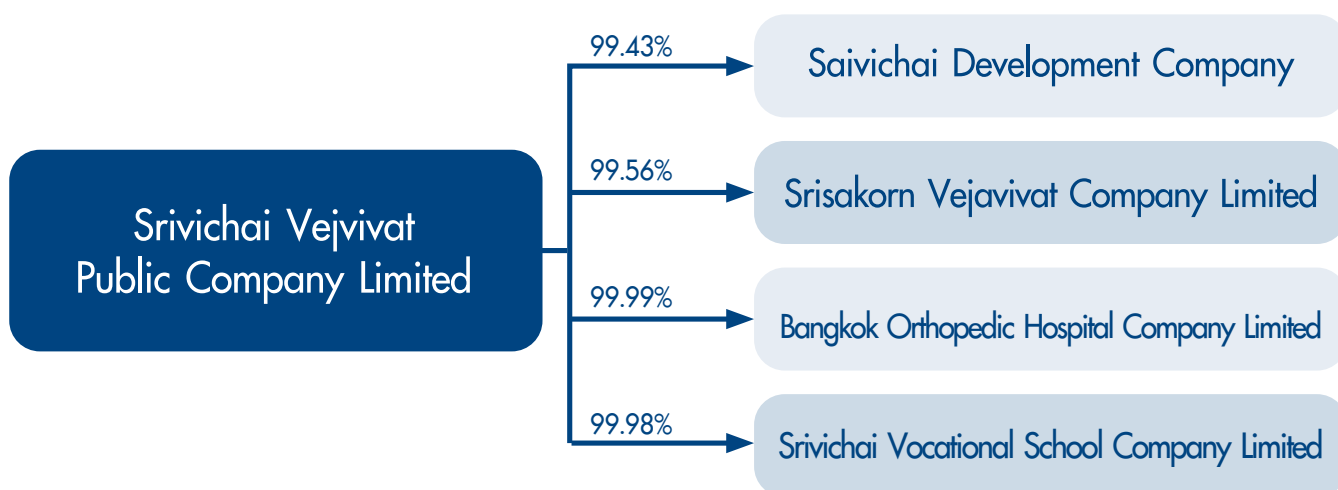 Srivichai Vejvivat
Public Company Limited
99.43%
Saivichai Development Company
99.56%
Srisakorn Vejavivat Company Limited
99.99%
Bangkok Orthopedic Hospital Company Limited
99.98%
Srivichai Vocational School Company Limited